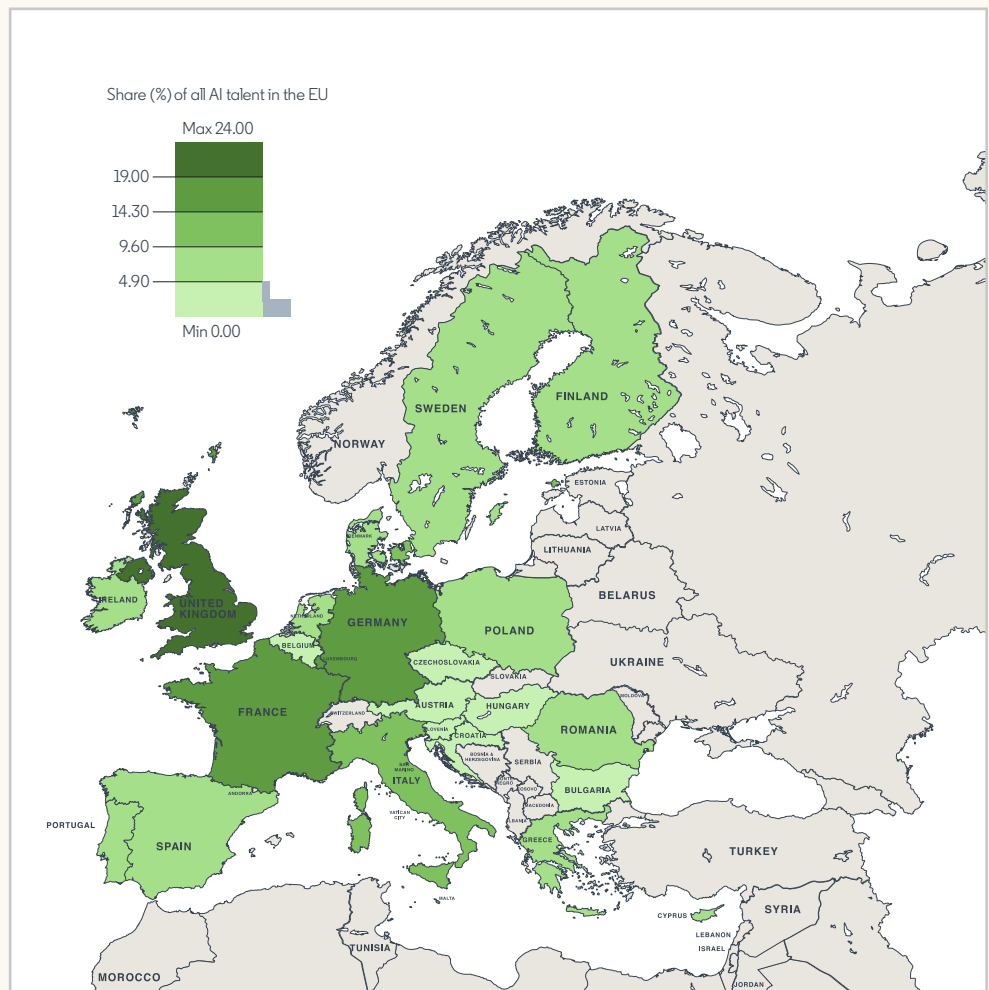 Share (%) of all AI talent in the EU
Max 24.00
19.00
14.30
9.60
4.90
Min 0.00
FINLAND
SWEDEN
NORWAY
ESTONIA
LATVIA
DENMARK
LITHUANIA
IRELAND
UNITED
KINGDOM
BELARUS
NETHERLAND
GERMANY
POLAND
BELGIUM
LUXEMBOURG
CZECHOSLOVAKIA
UKRAINE
SLOVAKIA
MOLDOVA
AUSTRIA
HUNGARY
FRANCE
SWITZERLAND
SLOVENIA
CROATIA
ROMANIA
BOSNIA &
HERZEGOVINA
SERBIA
SAN
MARINO
ITALY
MONTE
NEGRO
KOSOVO
BULGARIA
ANDORRA
MACEDONIA
VATICAN
CITY
ALBANIA
PORTUGAL
GREECE
SPAIN
TURKEY
MALTA
CYPRUS
SYRIA
LEBANON
ISRAEL
TUNISIA
MOROCCO
JORDAN